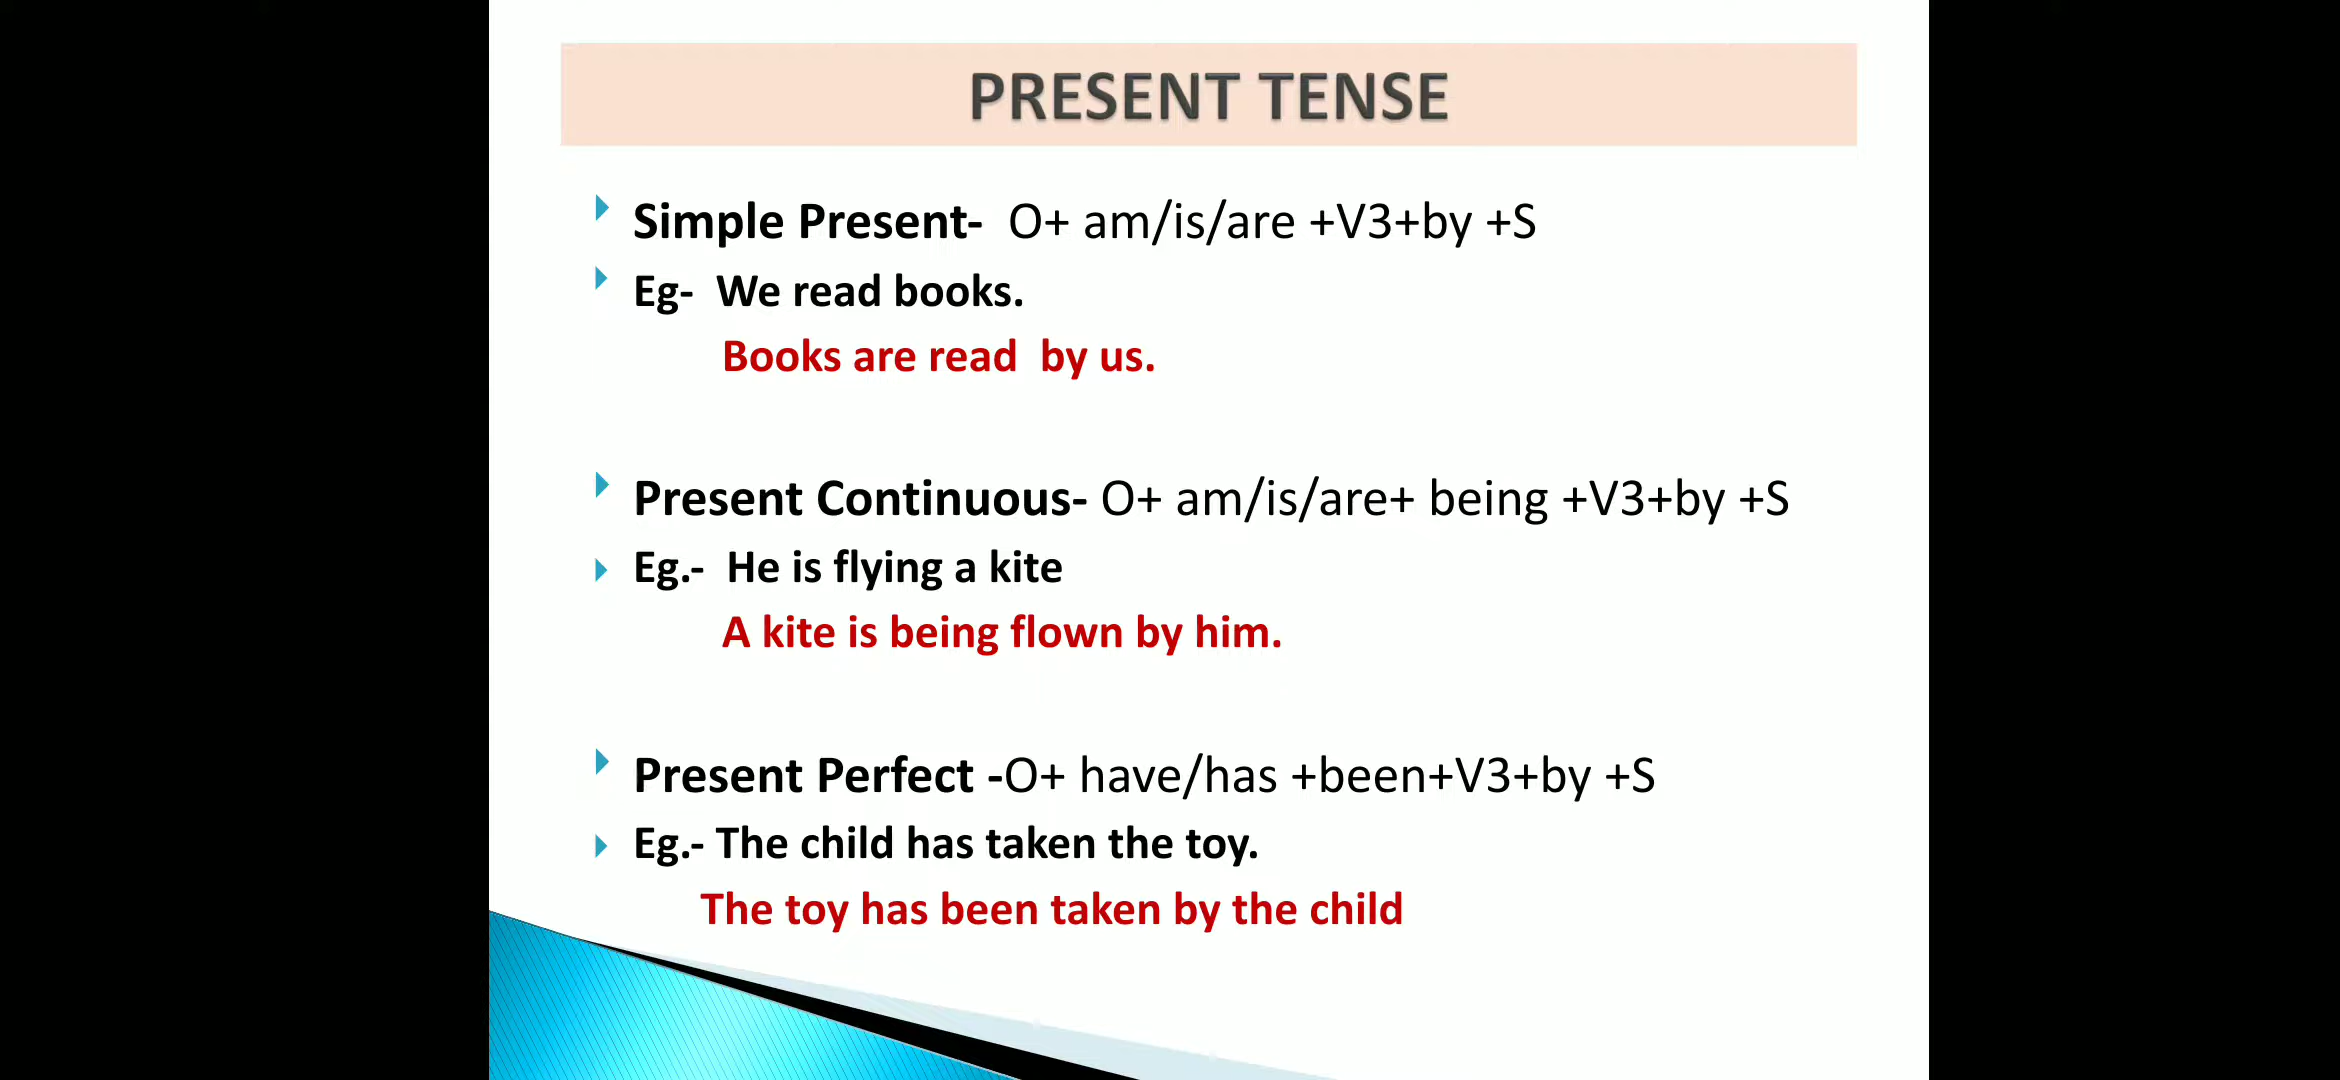 PRESENT TENSE
Simple Present-  O+ am/is/are +V3+by +S
Eg-  We read books.
Books are read  by us.
Present Continuous- O+ am/is/are+ being +V3+by +S
Eg.-  He is flying a kite
A kite is being flown by him.
Present Perfect -O+ have/has +been+V3+by +S
Eg.- The child has taken the toy.
The toy has been taken by the child